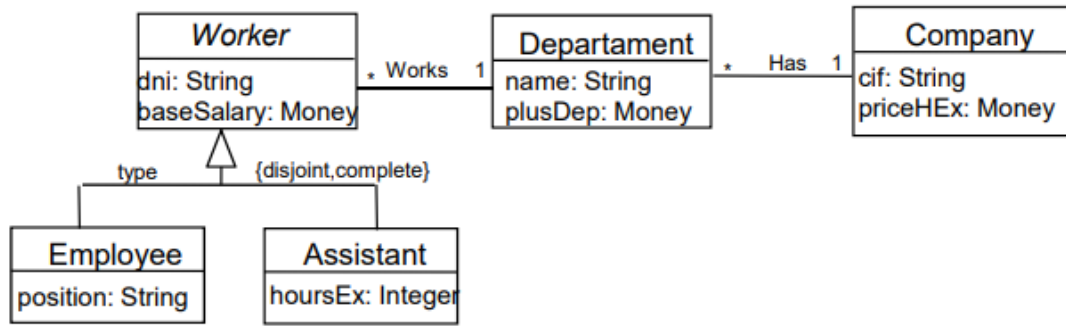 Worker
dni: String
baseSalary: Money
* Works 1
Departament
name: String
plusDep: Money
* Has 1
Company
cif: String
priceHEx: Money
type
{disjoint,complete}
Employee
position: String
Assistant
hoursEx: Integer